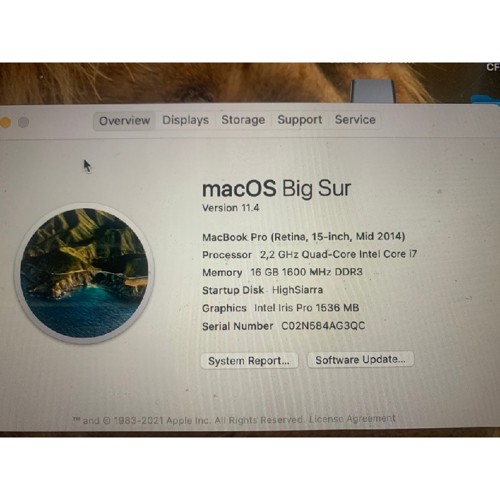 CF
Overview Displays Storage Support Service
macOS Big Sur
Version 11.4
MacBook Pro (Retina, 15-inch, Mid 2014)
Processor 2,2 GHz Quad-Core Intel Core i7
Memory 16 GB 1600 MHz DDR3
Startup Disk HighSiarra
Graphics Intel Iris Pro 1536 MB
Serial Number C02N584AG3QC
System Report... Software Update...
™ and © 1983-2021 Apple Inc. All Rights Reserved. License Agreement